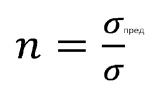 n = σпред / σ